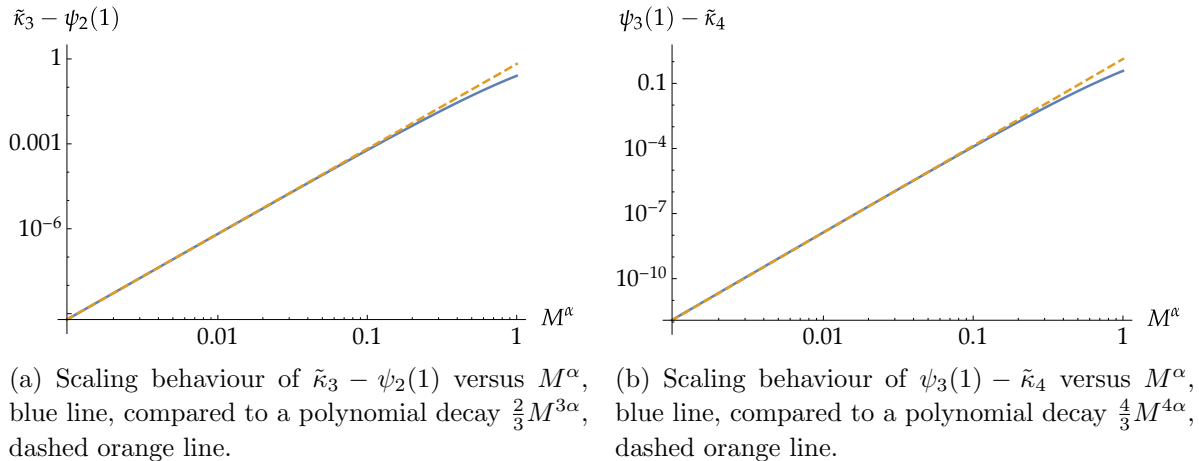 κ̃₃ − ψ₂(1)
1
0.001
10⁻⁶
0.01
0.1
1
M^α
ψ₃(1) − κ̃₄
0.1
10⁻⁴
10⁻⁷
10⁻¹⁰
0.01
0.1
1
M^α
(a) Scaling behaviour of κ̃₃ − ψ₂(1) versus M^α,
blue line, compared to a polynomial decay ⅔M^{3α},
dashed orange line.
(b) Scaling behaviour of ψ₃(1) − κ̃₄ versus M^α,
blue line, compared to a polynomial decay 4/3 M^{4α},
dashed orange line.